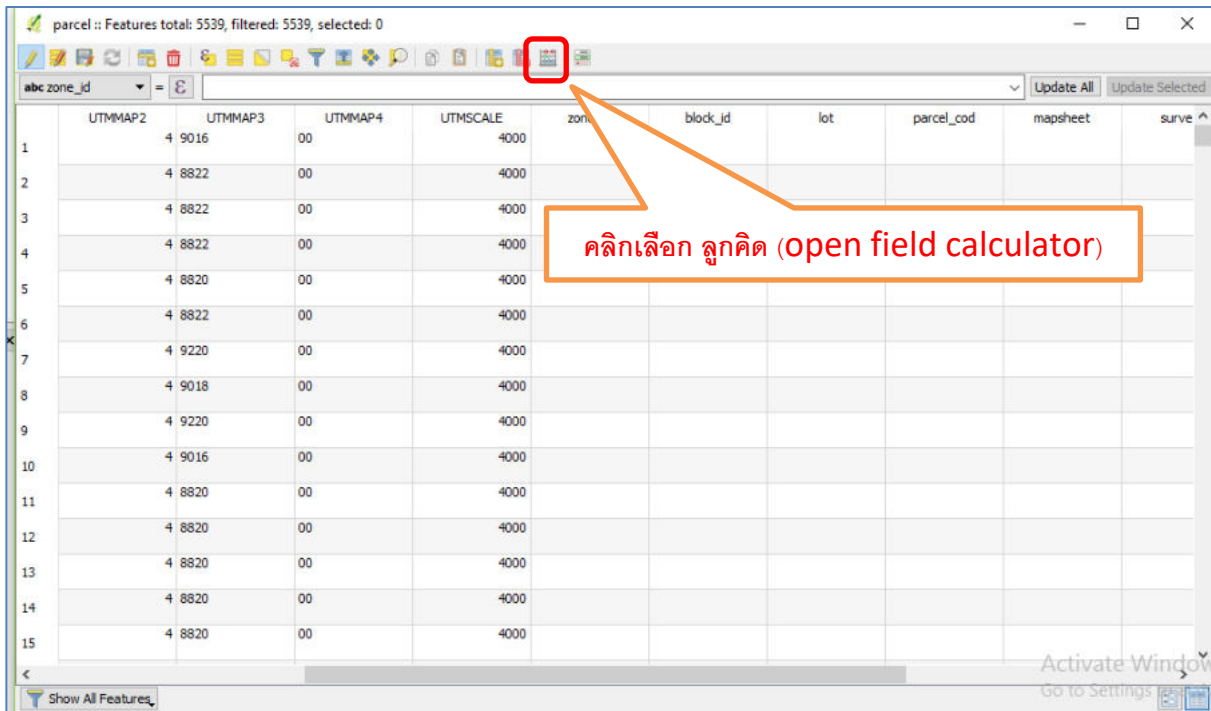 parcel :: Features total: 5539, filtered: 5539, selected: 0
abc zone_id = ε Update All Update Selected
UTMMAP2 UTMMAP3 UTMMAP4 UTMSCALE zone block_id lot parcel_cod mapsheet surve
1 4 9016 00 4000
2 4 8822 00 4000
3 4 8822 00 4000
4 4 8822 00 4000
5 4 8820 00 4000
6 4 8822 00 4000
7 4 9220 00 4000
8 4 9018 00 4000
9 4 9220 00 4000
10 4 9016 00 4000
11 4 8820 00 4000
12 4 8820 00 4000
13 4 8820 00 4000
14 4 8820 00 4000
15 4 8820 00 4000
คลิกเลือก ลูกคิด (open field calculator)
Activate Window
Go to Settings
Show All Features